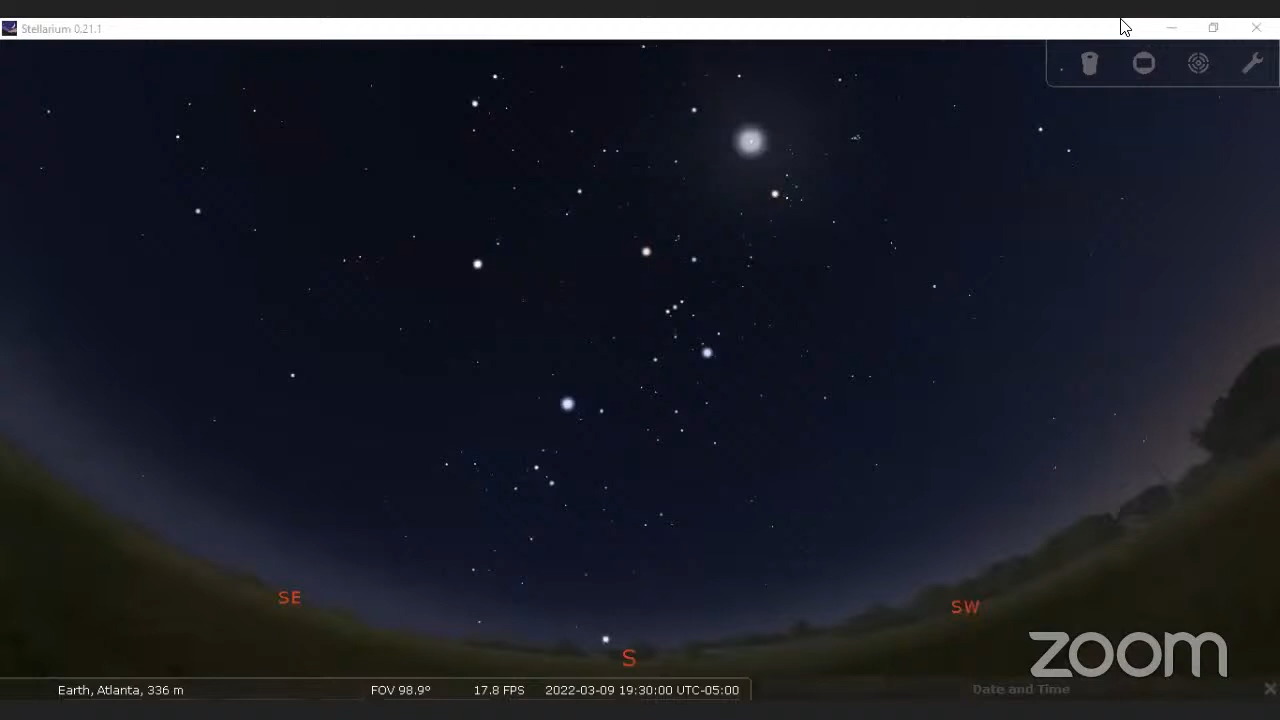 Stellarium 0.21.1
SE
SW
S
zoom
Earth, Atlanta, 336 m FOV 98.9° 17.8 FPS 2022-03-09 19:30:00 UTC-05:00
Date and Time